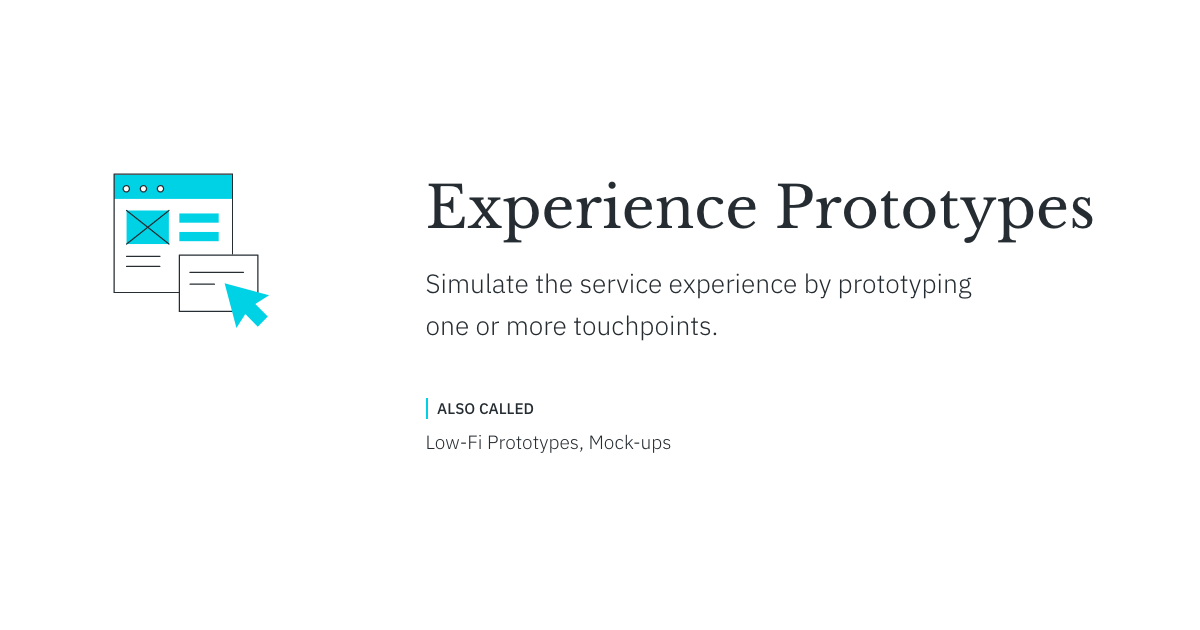 Experience Prototypes
Simulate the service experience by prototyping
one or more touchpoints.
ALSO CALLED
Low-Fi Prototypes, Mock-ups